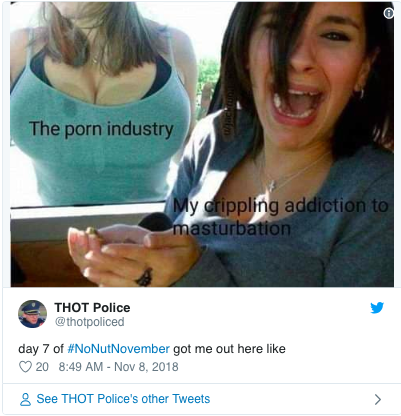 The porn industry
My crippling addiction to
masturbation
THOT Police
@thotpoliced
day 7 of #NoNutNovember got me out here like
20 8:49 AM - Nov 8, 2018
See THOT Police's other Tweets